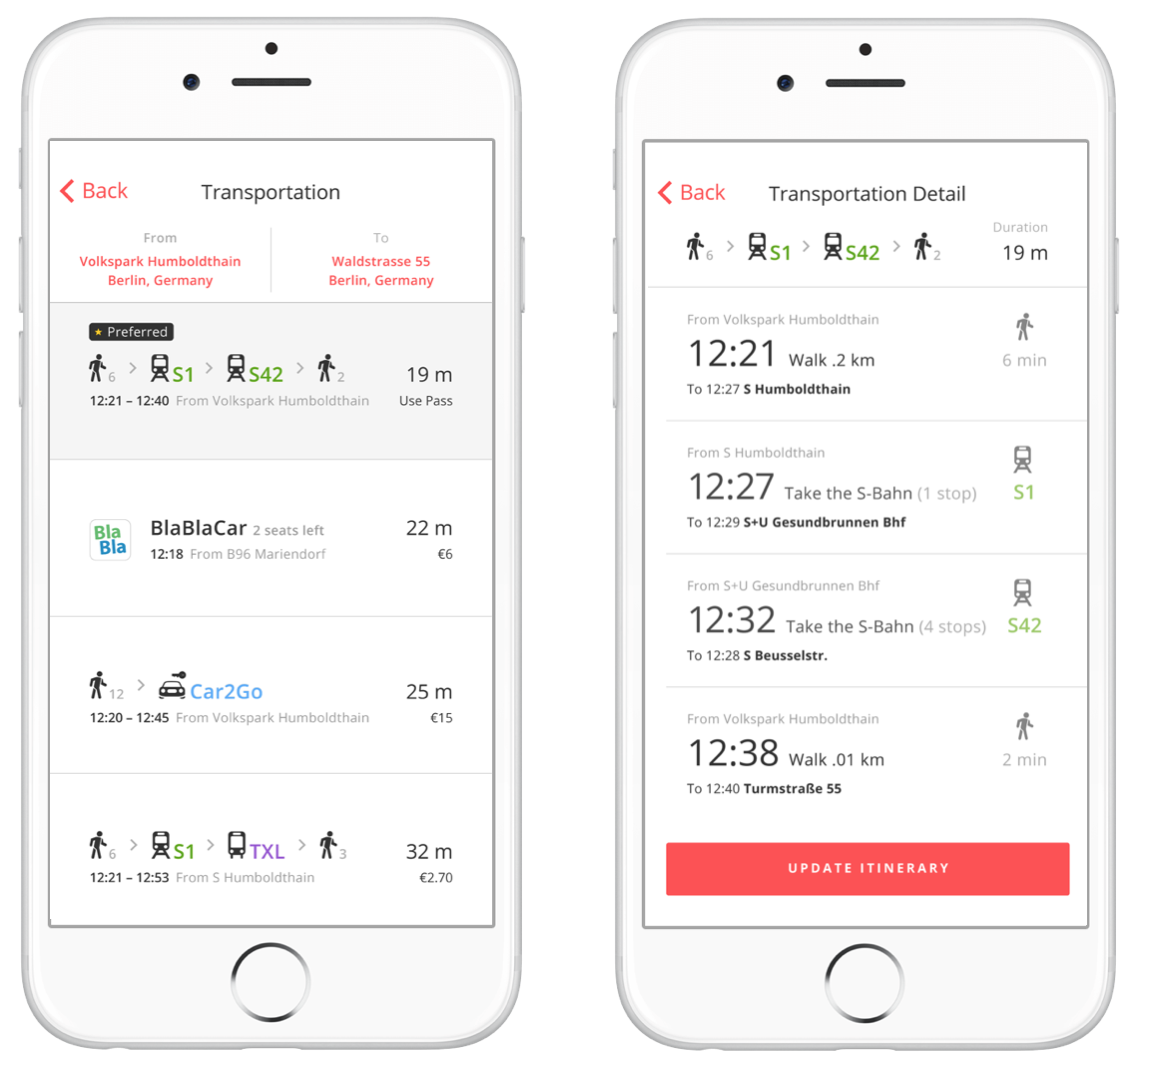 Back
Transportation
From
Volkspark Humboldthain
Berlin, Germany
To
Waldstrasse 55
Berlin, Germany
★ Preferred
6 > S1 > S42 > 2
19 m
12:21 – 12:40 From Volkspark Humboldthain
Use Pass
Bla
Bla
BlaBlaCar 2 seats left
22 m
12:18 From B96 Mariendorf
€6
12 > Car2Go
25 m
12:20 – 12:45 From Volkspark Humboldthain
€15
6 > S1 > TXL > 3
32 m
12:21 – 12:53 From S Humboldthain
€2.70
Back
Transportation Detail
6 > S1 > S42 > 2
Duration
19 m
From Volkspark Humboldthain
12:21 Walk .2 km
6 min
To 12:27 S Humboldthain
From S Humboldthain
12:27 Take the S-Bahn (1 stop)
S1
To 12:29 S+U Gesundbrunnen Bhf
From S+U Gesundbrunnen Bhf
12:32 Take the S-Bahn (4 stops)
S42
To 12:28 S Beusselstr.
From Volkspark Humboldthain
12:38 Walk .01 km
2 min
To 12:40 Turmstraße 55
UPDATE ITINERARY